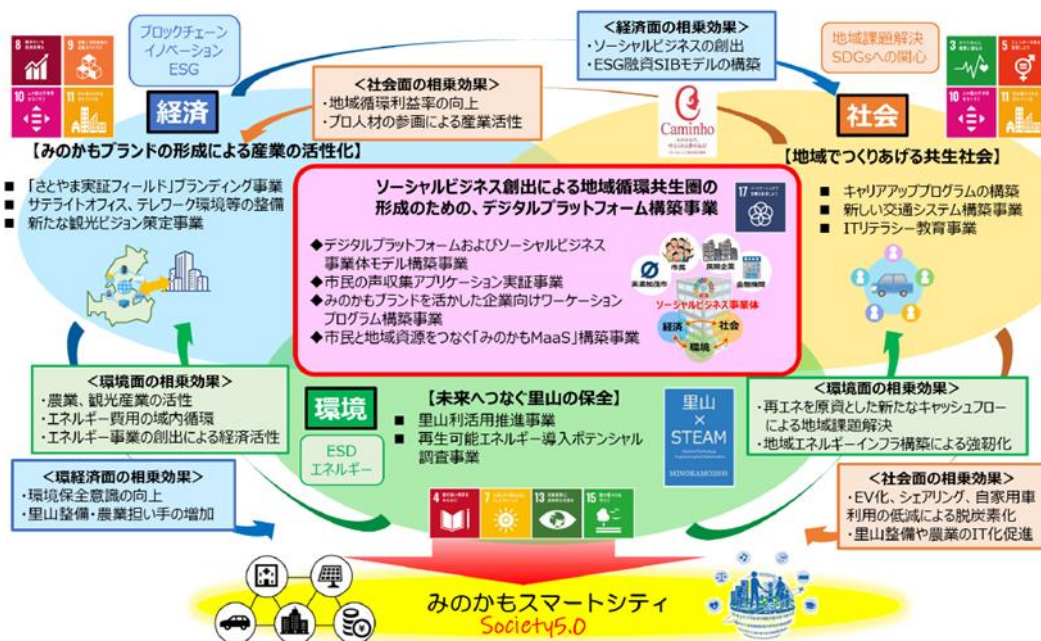 8
9
10
11
ブロックチェーン
イノベーション
ESG
経済
<経済面の相乗効果>
・ソーシャルビジネスの創出
・ESG融資SIBモデルの構築
地域課題解決
SDGsへの関心
3
5
10
11
社会
<社会面の相乗効果>
・地域循環利益率の向上
・プロ人材の参画による産業活性
Caminho
【みのかもブランドの形成による産業の活性化】
■ 「さとやま実証フィールド」ブランディング事業
■ サテライトオフィス、テレワーク環境等の整備
■ 新たな観光ビジョン策定事業
【地域でつくりあげる共生社会】
■ キャリアアッププログラムの構築
■ 新しい交通システム構築事業
■ ITリテラシー教育事業
ソーシャルビジネス創出による地域循環共生圏の
形成のための、デジタルプラットフォーム構築事業
17
◆デジタルプラットフォームおよびソーシャルビジネス
事業体モデル構築事業
◆市民の声収集アプリケーション実証事業
◆みのかもブランドを活かした企業向けワーケーション
プログラム構築事業
◆市民と地域資源をつなぐ「みのかもMaaS」構築事業
市民
民間企業
美濃加茂市
金融機関
ソーシャルビジネス事業体
経済
社会
環境
<環境面の相乗効果>
・農業、観光産業の活性
・エネルギー費用の域内循環
・エネルギー事業の創出による経済活性
環境
【未来へつなぐ里山の保全】
■ 里山利活用推進事業
■ 再生可能エネルギー導入ポテンシャル
調査事業
ESD
エネルギー
里山
×
STEAM
MINOKAMO2030
<環境面の相乗効果>
・再エネを原資とした新たなキャッシュフロー
による地域課題解決
・地域エネルギーインフラ構築による強靭化
<環経済面の相乗効果>
・環境保全意識の向上
・里山整備・農業担い手の増加
4
7
13
15
<社会面の相乗効果>
・EV化、シェアリング、自家用車
利用の低減による脱炭素化
・里山整備や農業のIT化促進
みのかもスマートシティ
Society5.0